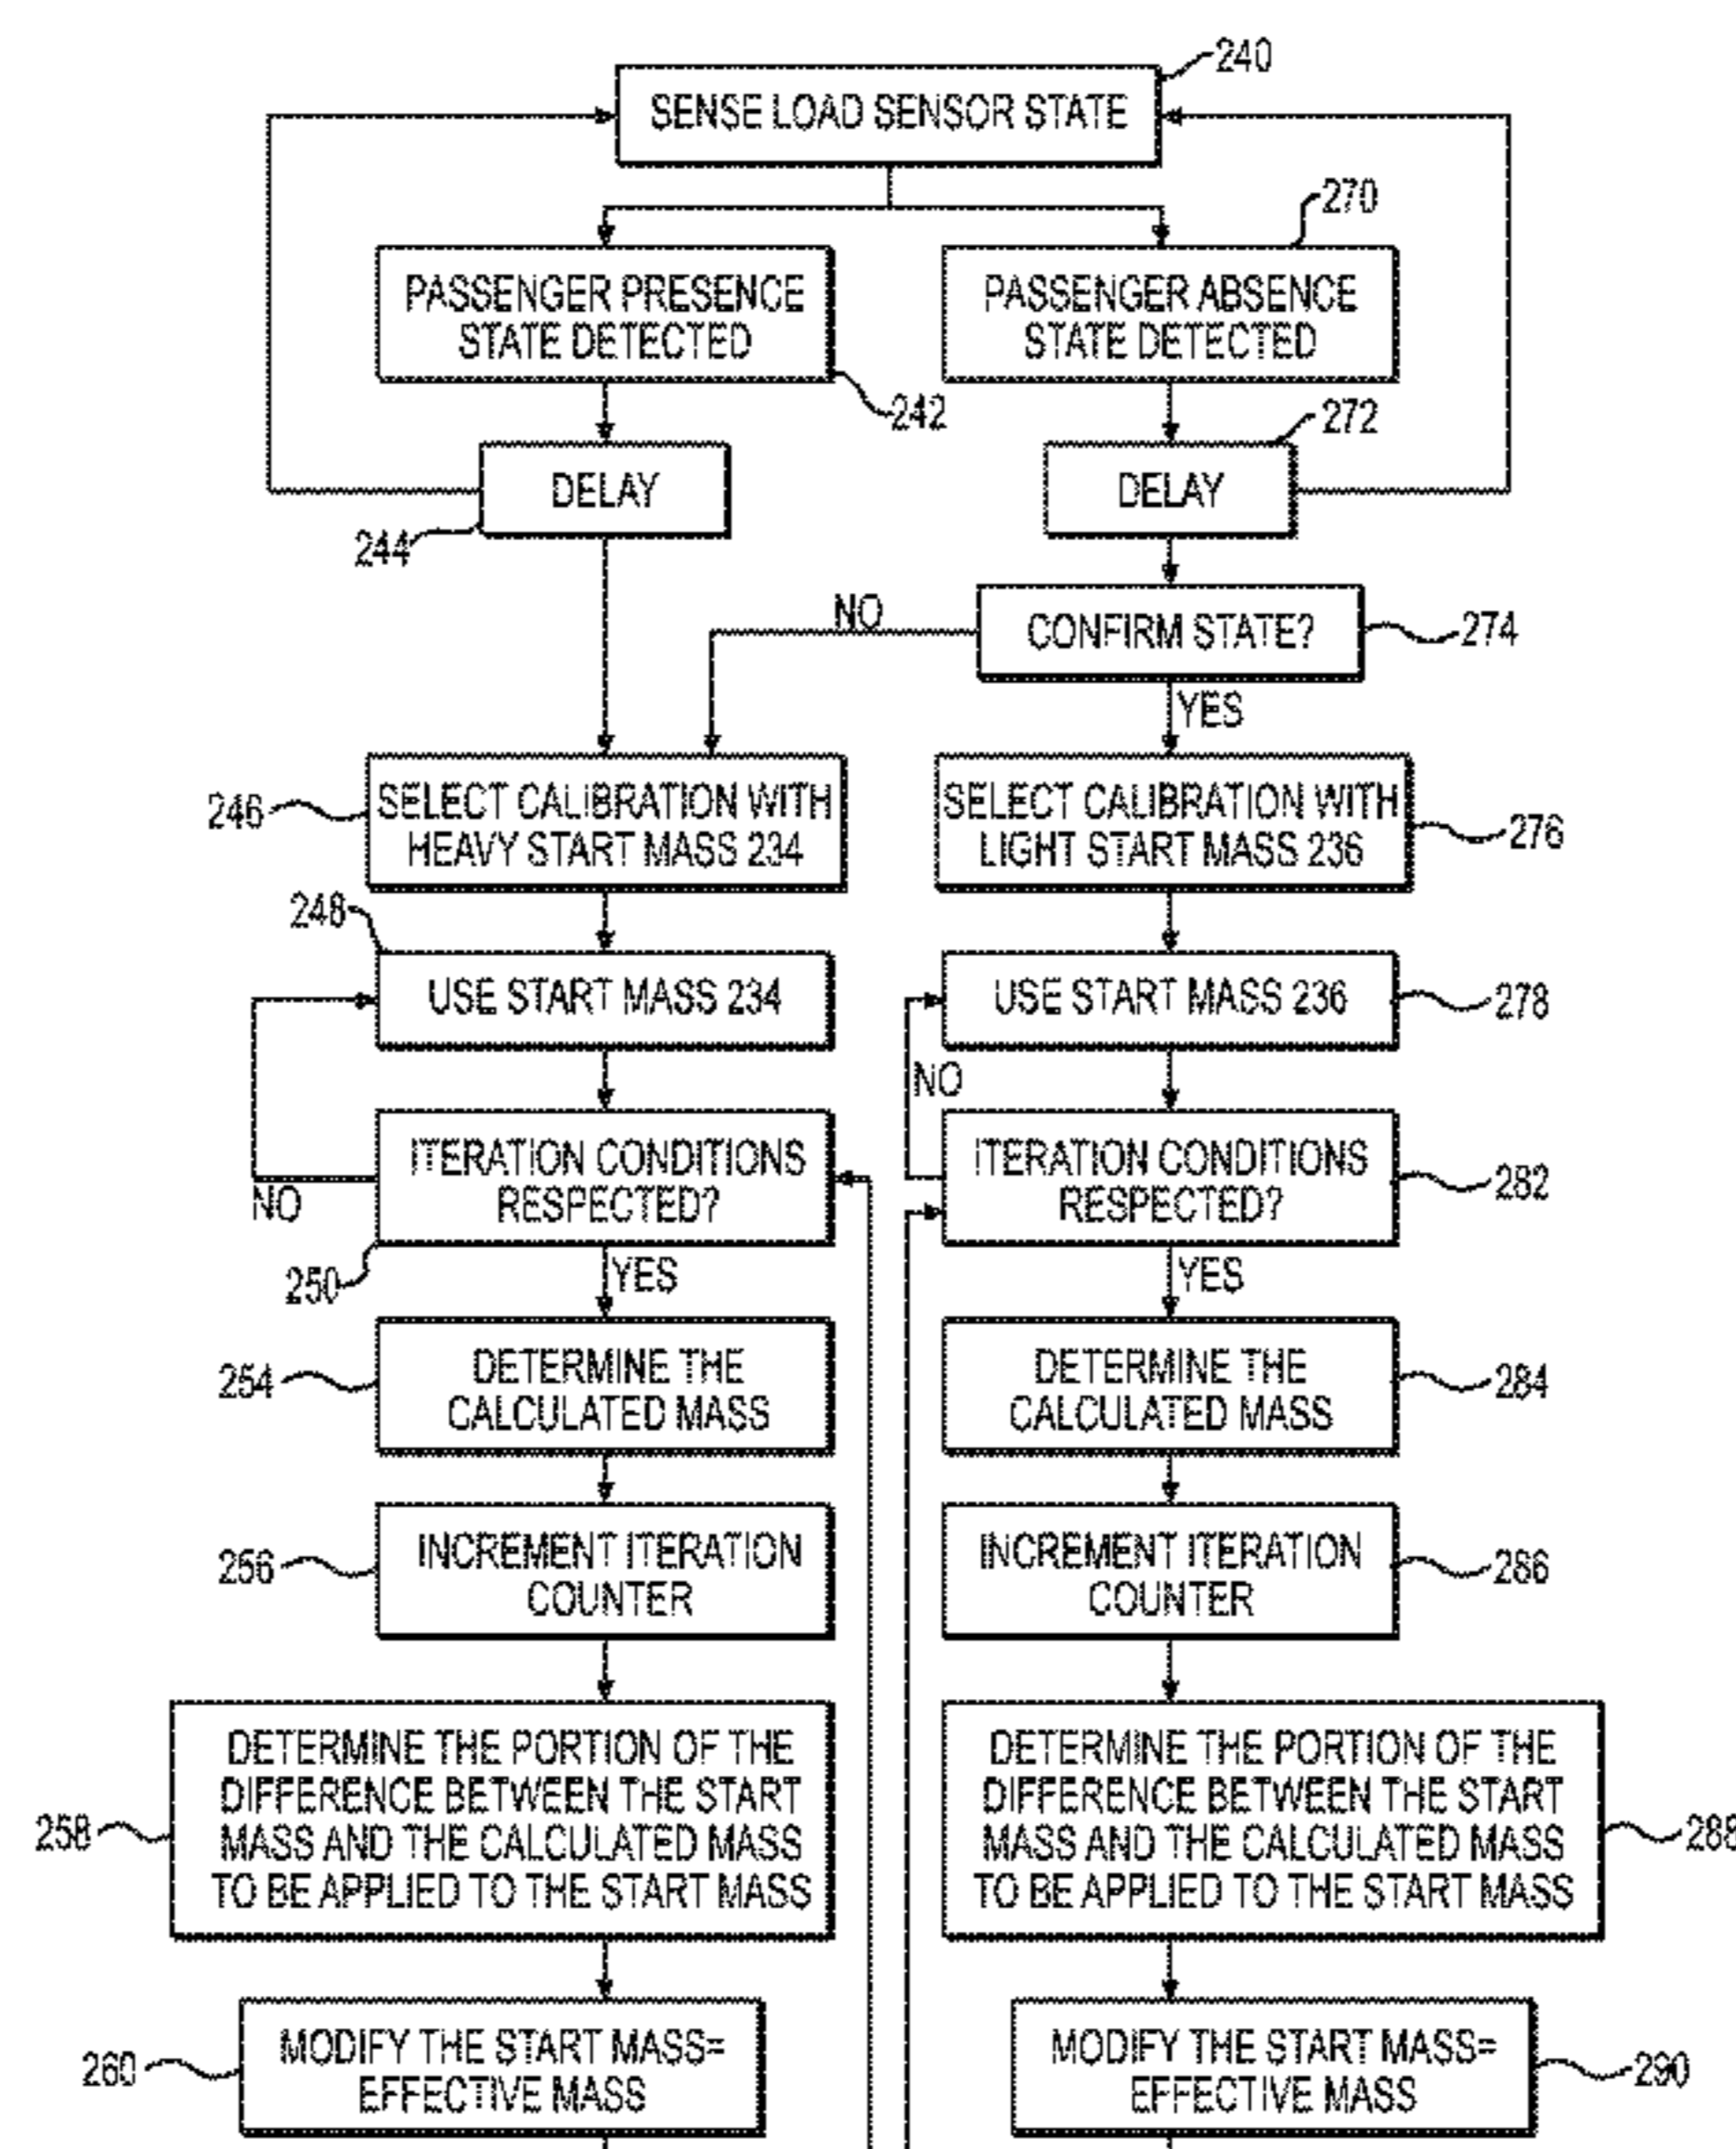 240
SENSE LOAD SENSOR STATE
270
PASSENGER PRESENCE
STATE DETECTED
242
PASSENGER ABSENCE
STATE DETECTED
272
DELAY
244
DELAY
NO
CONFIRM STATE?
274
YES
246
SELECT CALIBRATION WITH
HEAVY START MASS 234
SELECT CALIBRATION WITH
LIGHT START MASS 236
276
248
USE START MASS 234
USE START MASS 236
278
NO
ITERATION CONDITIONS
RESPECTED?
NO
250
YES
ITERATION CONDITIONS
RESPECTED?
282
YES
254
DETERMINE THE
CALCULATED MASS
DETERMINE THE
CALCULATED MASS
284
256
INCREMENT ITERATION
COUNTER
INCREMENT ITERATION
COUNTER
286
258
DETERMINE THE PORTION OF THE
DIFFERENCE BETWEEN THE START
MASS AND THE CALCULATED MASS
TO BE APPLIED TO THE START MASS
DETERMINE THE PORTION OF THE
DIFFERENCE BETWEEN THE START
MASS AND THE CALCULATED MASS
TO BE APPLIED TO THE START MASS
288
260
MODIFY THE START MASS=
EFFECTIVE MASS
MODIFY THE START MASS=
EFFECTIVE MASS
290